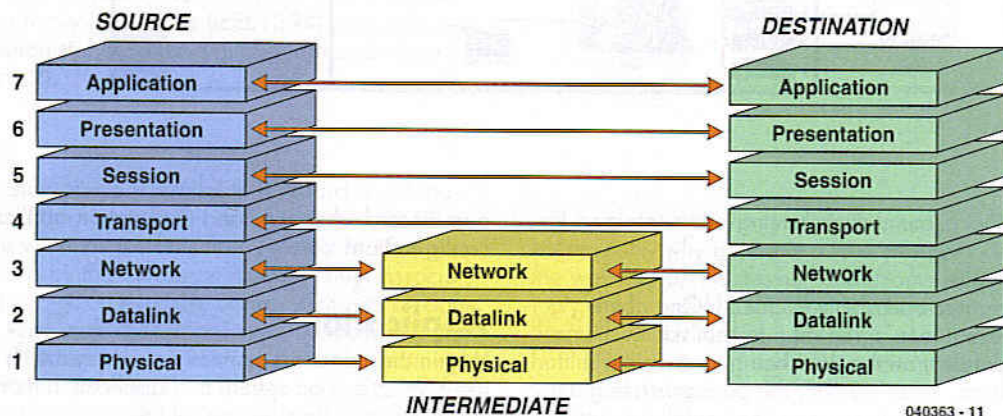 SOURCE
DESTINATION
7 Application Application
6 Presentation Presentation
5 Session Session
4 Transport Transport
3 Network Network Network
2 Datalink Datalink Datalink
1 Physical Physical Physical
INTERMEDIATE
040363 - 11